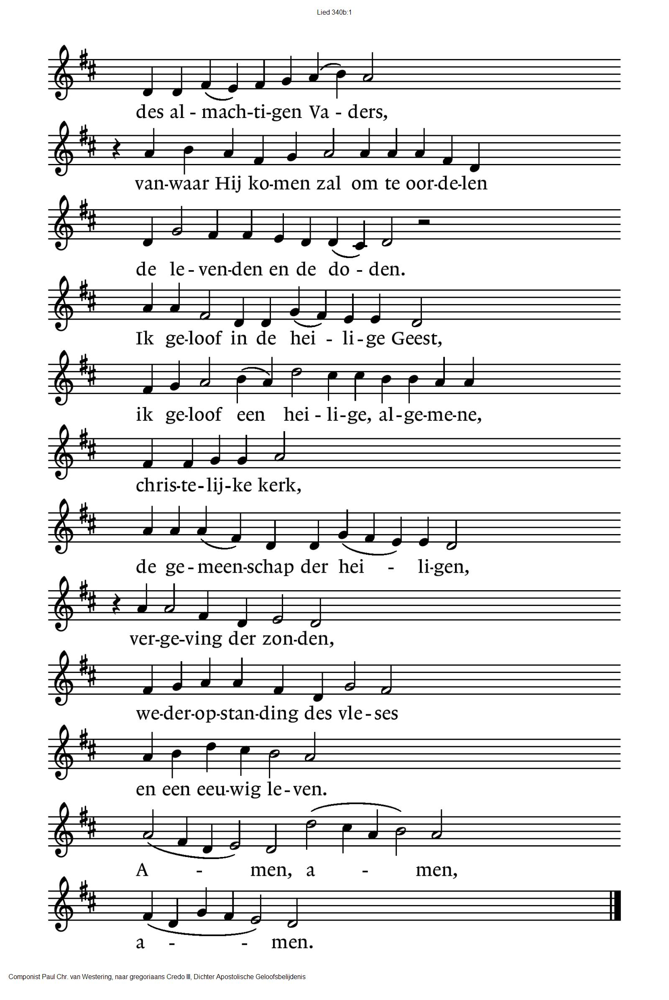 Lied 340b:1
des al - mach-ti-gen Va - ders,
van-waar Hij ko-men zal om te oor-de-len
de le - ven-den en de do - den.
Ik ge-loof in de hei - li - ge Geest,
ik ge-loof een hei - li - ge, al - ge-me-ne,
chris-te-lij-ke kerk,
de ge - meen-schap der hei - li-gen,
ver-ge-ving der zon-den,
we-der-op-stan-ding des vle - ses
en een eeu-wig le - ven.
A - men, a - men,
a - - men.
Componist Paul Chr. van Westering, naar gregoriaans Credo III, Dichter Apostolische Geloofsbelijdenis